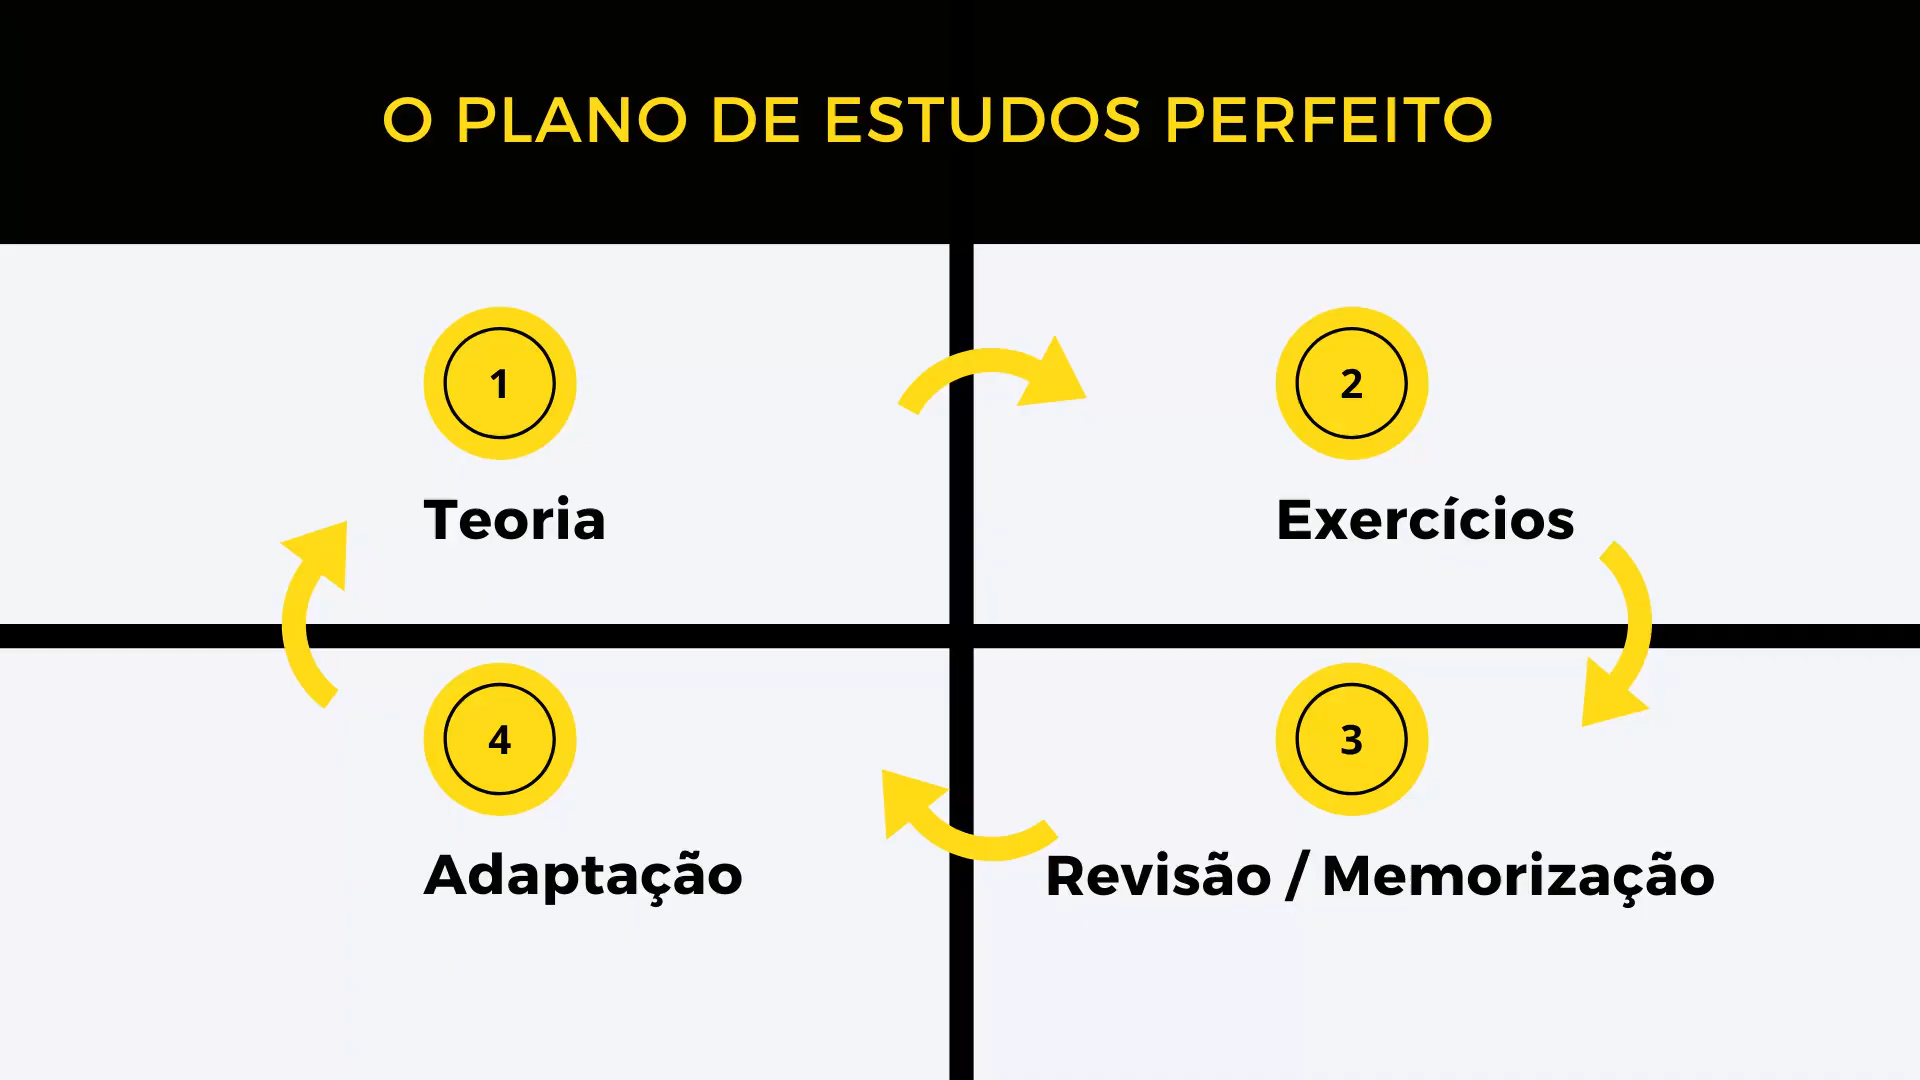 O PLANO DE ESTUDOS PERFEITO
1
Teoria
2
Exercícios
3
Revisão / Memorização
4
Adaptação